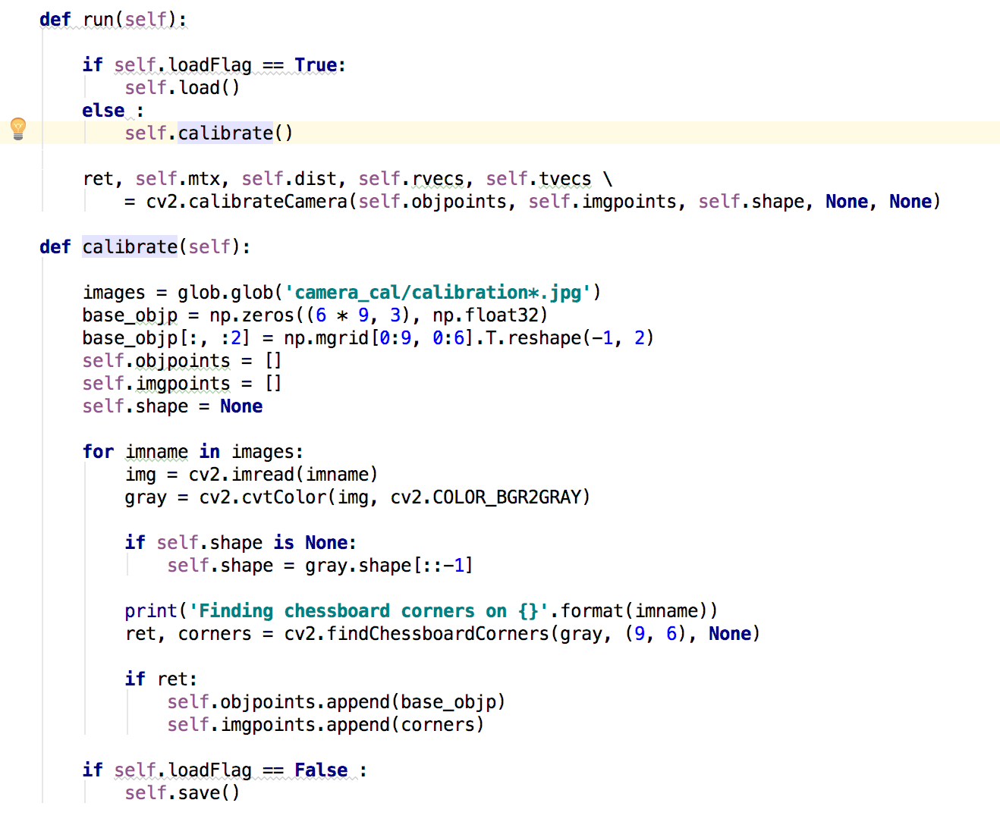 def run(self):
if self.loadFlag == True:
self.load()
else :
self.calibrate()
ret, self.mtx, self.dist, self.rvecs, self.tvecs \
= cv2.calibrateCamera(self.objpoints, self.imgpoints, self.shape, None, None)
def calibrate(self):
images = glob.glob('camera_cal/calibration*.jpg')
base_objp = np.zeros((6 * 9, 3), np.float32)
base_objp[:, :2] = np.mgrid[0:9, 0:6].T.reshape(-1, 2)
self.objpoints = []
self.imgpoints = []
self.shape = None
for imname in images:
img = cv2.imread(imname)
gray = cv2.cvtColor(img, cv2.COLOR_BGR2GRAY)
if self.shape is None:
self.shape = gray.shape[::-1]
print('Finding chessboard corners on {}'.format(imname))
ret, corners = cv2.findChessboardCorners(gray, (9, 6), None)
if ret:
self.objpoints.append(base_objp)
self.imgpoints.append(corners)
if self.loadFlag == False :
self.save()